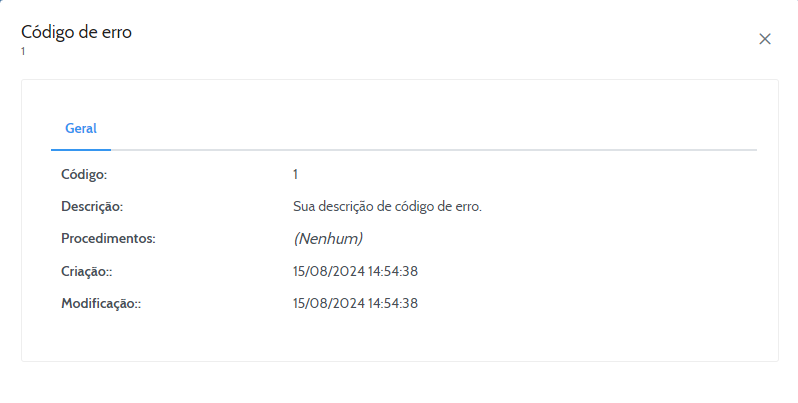 Código de erro
1
Geral
Código: 1
Descrição: Sua descrição de código de erro.
Procedimentos: (Nenhum)
Criação:: 15/08/2024 14:54:38
Modificação:: 15/08/2024 14:54:38